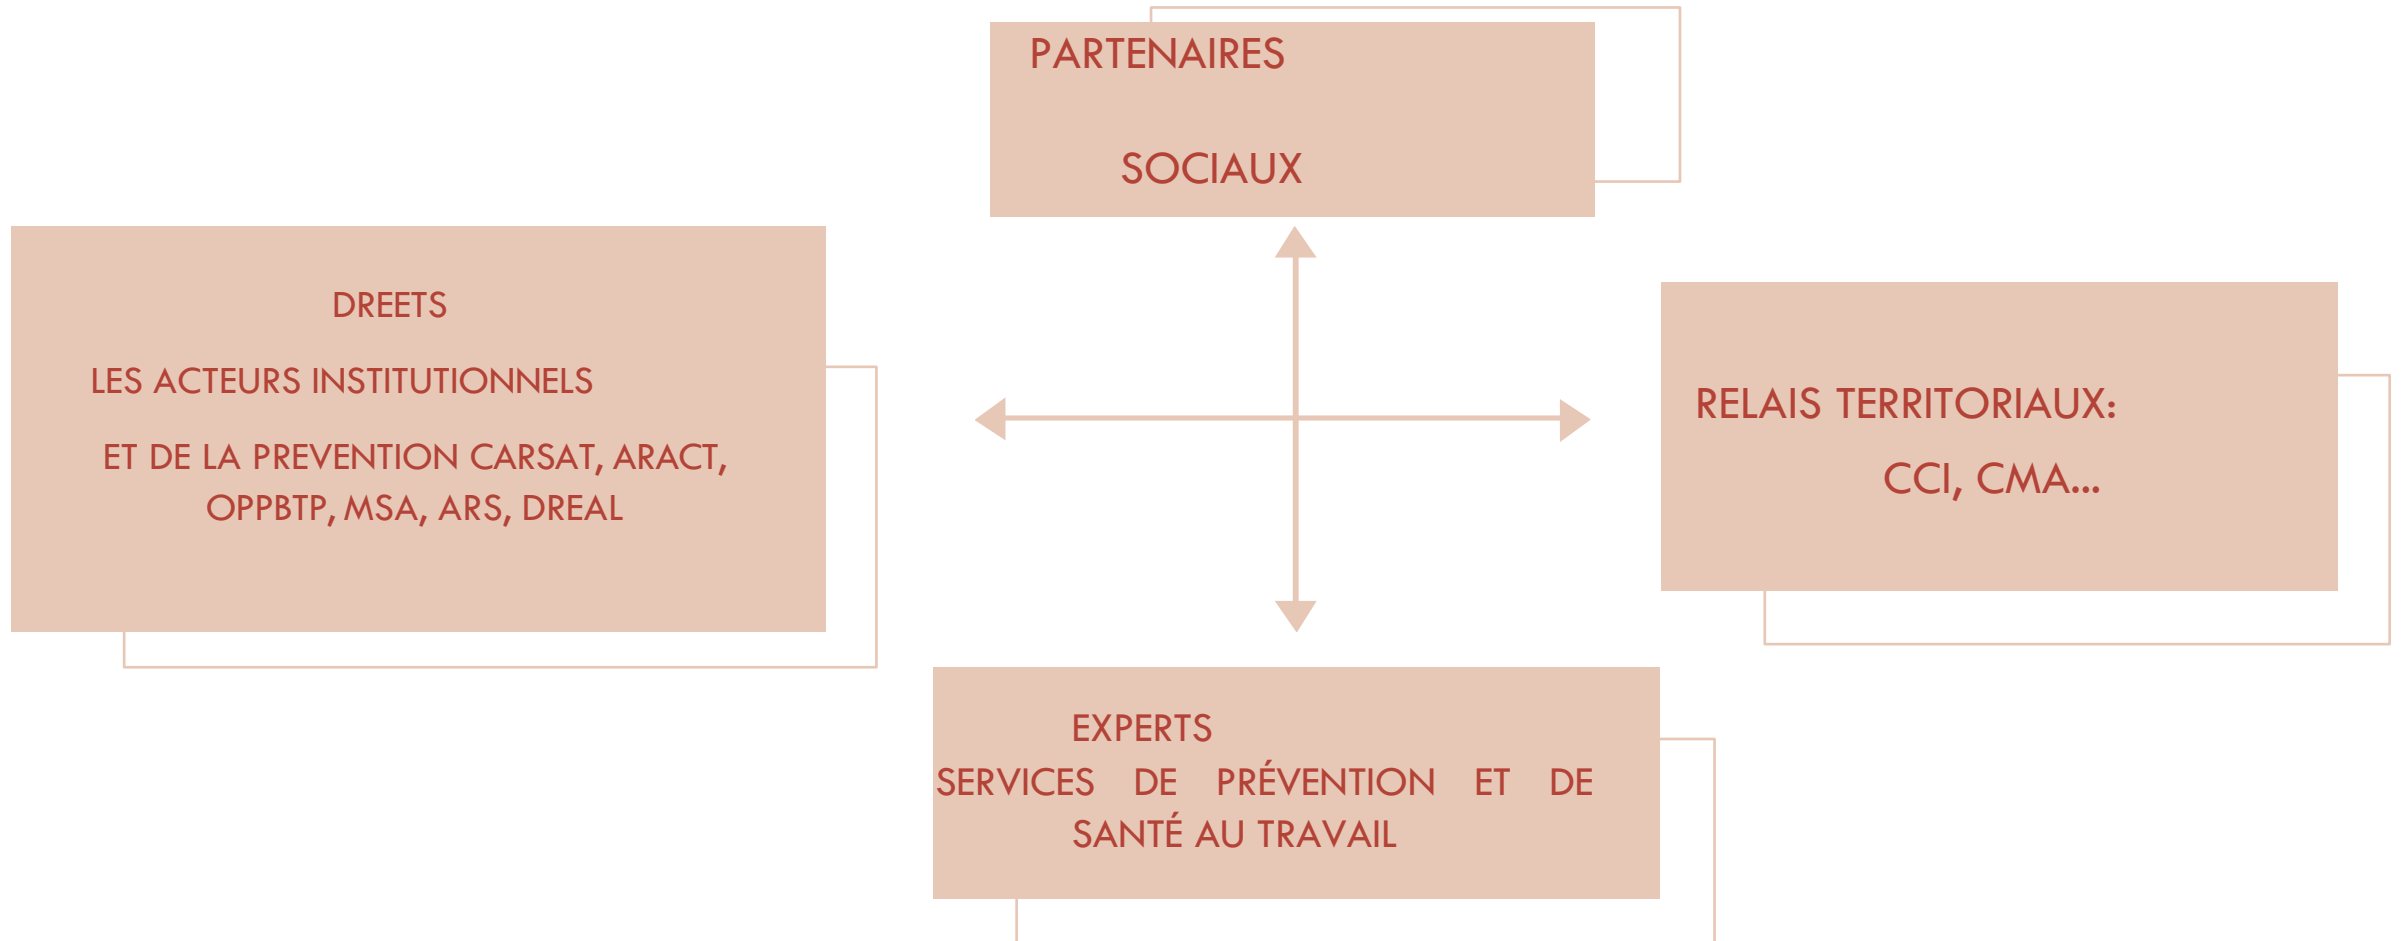 PARTENAIRES
SOCIAUX
DREETS
LES ACTEURS INSTITUTIONNELS
ET DE LA PREVENTION CARSAT, ARACT,
OPPBTP, MSA, ARS, DREAL
RELAIS TERRITORIAUX:
CCI, CMA...
EXPERTS
SERVICES DE PRÉVENTION ET DE
SANTÉ AU TRAVAIL